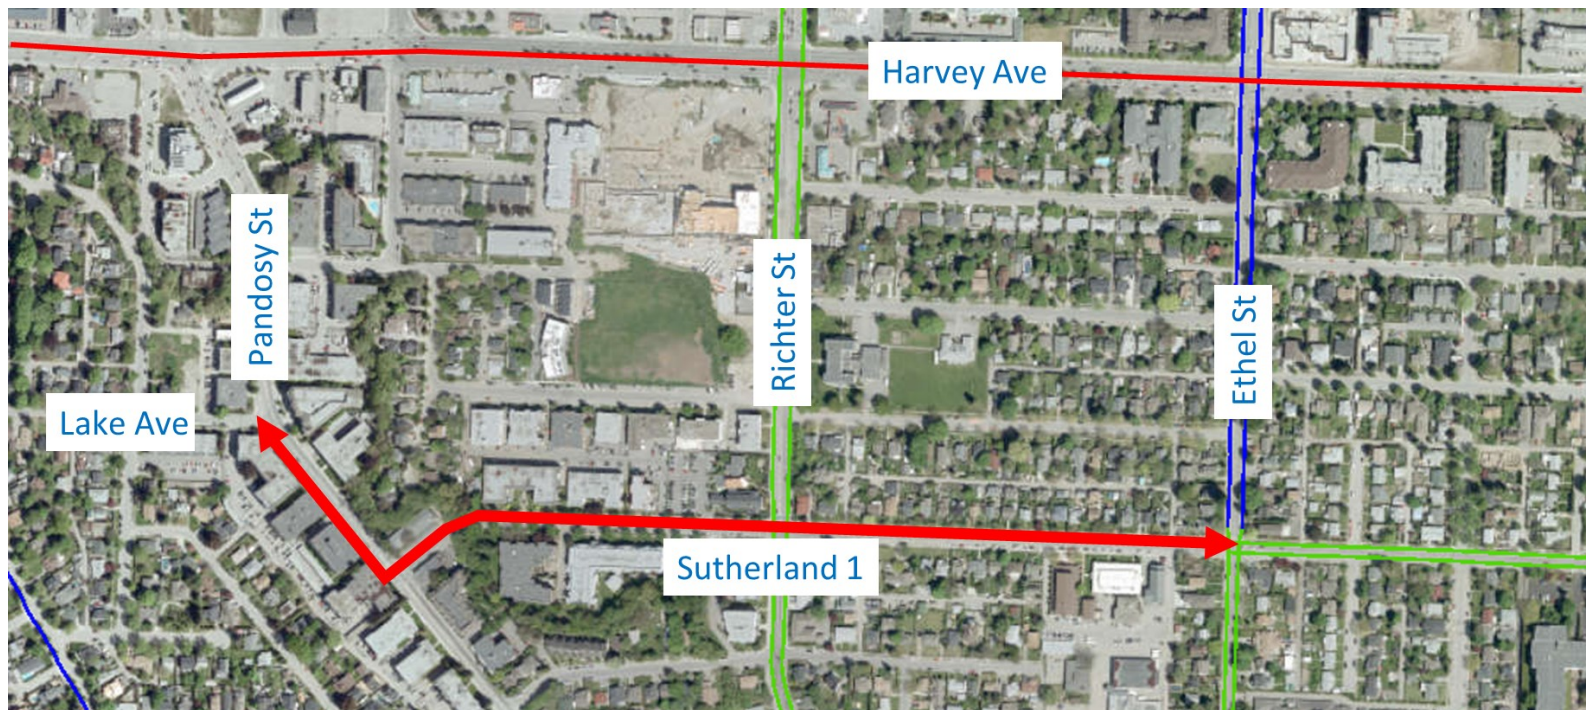 Harvey Ave
Pandosy St
Richter St
Ethel St
Lake Ave
Sutherland 1